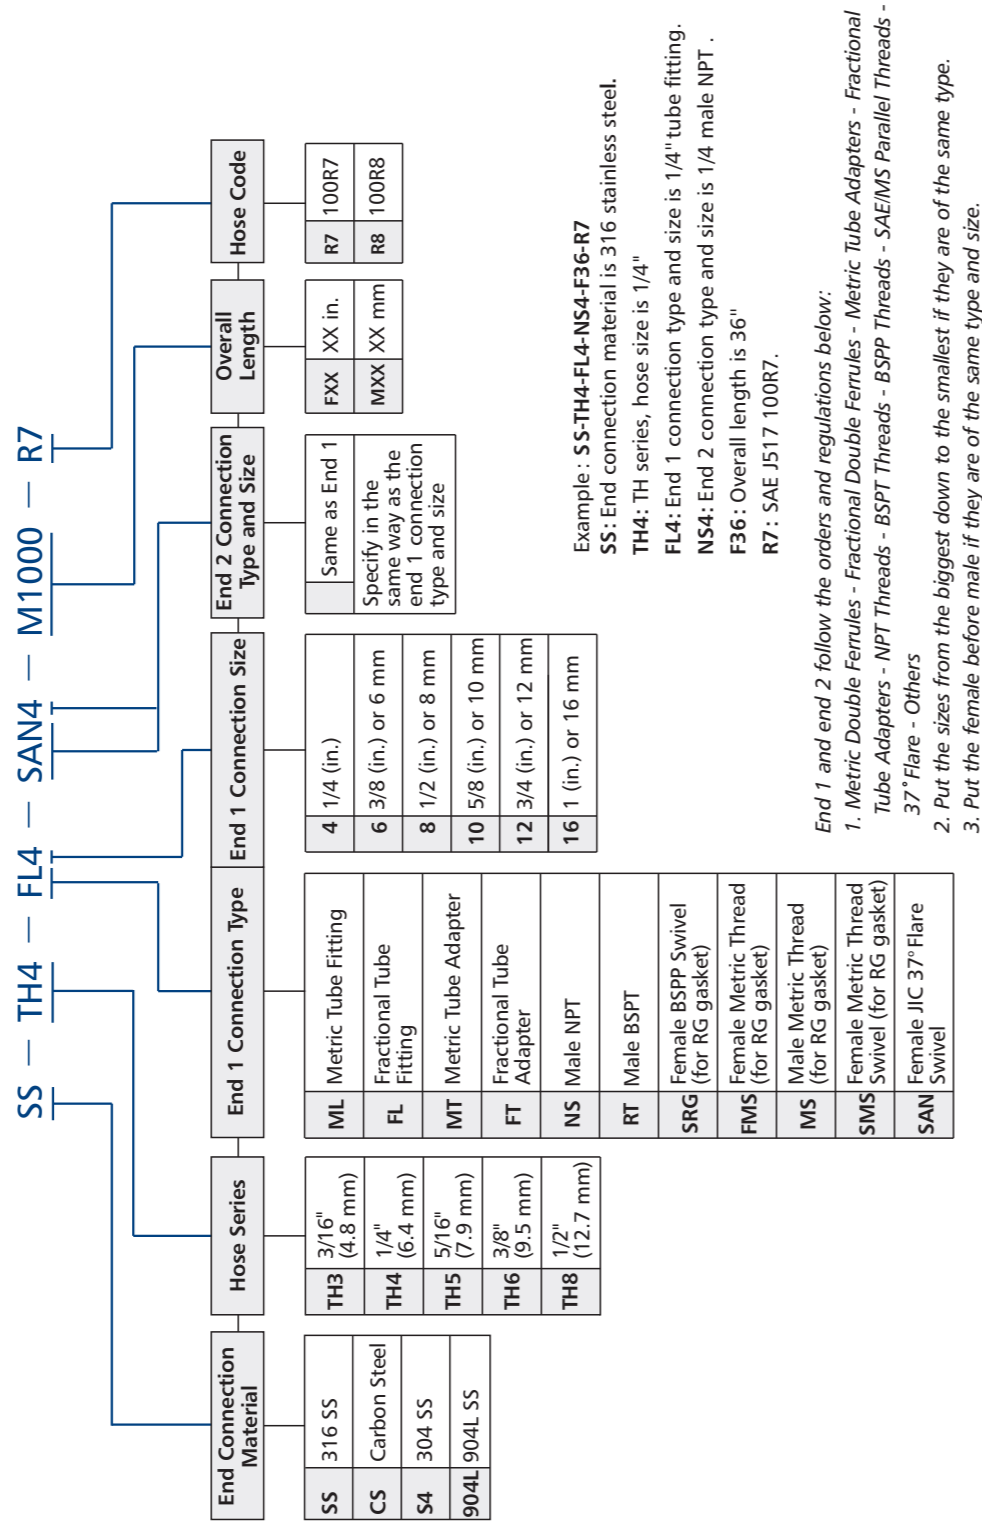 SS — TH4 — FL4 — SAN4 — M1000 — R7
End Connection
Material
SS 316 SS
CS Carbon Steel
S4 304 SS
904L 904L SS
Hose Series
TH3 3/16"
(4.8 mm)
TH4 1/4"
(6.4 mm)
TH5 5/16"
(7.9 mm)
TH6 3/8"
(9.5 mm)
TH8 1/2"
(12.7 mm)
End 1 Connection Type
ML Metric Tube Fitting
FL Fractional Tube
Fitting
MT Metric Tube Adapter
FT Fractional Tube
Adapter
NS Male NPT
RT Male BSPT
SRG Female BSPP Swivel
(for RG gasket)
FMS Female Metric Thread
(for RG gasket)
MS Male Metric Thread
(for RG gasket)
SMS Female Metric Thread
Swivel (for RG gasket)
SAN Female JIC 37° Flare
Swivel
End 1 Connection Size
4 1/4 (in.)
6 3/8 (in.) or 6 mm
8 1/2 (in.) or 8 mm
10 5/8 (in.) or 10 mm
12 3/4 (in.) or 12 mm
16 1 (in.) or 16 mm
End 2 Connection
Type and Size
Same as End 1
Specify in the
same way as the
end 1 connection
type and size
Overall
Length
FXX XX in.
MXX XX mm
Hose Code
R7 100R7
R8 100R8
Example : SS-TH4-FL4-NS4-F36-R7
SS: End connection material is 316 stainless steel.
TH4: TH series, hose size is 1/4"
FL4: End 1 connection type and size is 1/4" tube fitting.
NS4: End 2 connection type and size is 1/4 male NPT .
F36 : Overall length is 36"
R7 : SAE J517 100R7.
End 1 and end 2 follow the orders and regulations below:
1. Metric Double Ferrules - Fractional Double Ferrules - Metric Tube Adapters - Fractional
Tube Adapters - NPT Threads - BSPT Threads - BSPP Threads - SAE/MS Parallel Threads -
37° Flare - Others
2. Put the sizes from the biggest down to the smallest if they are of the same type.
3. Put the female before male if they are of the same type and size.